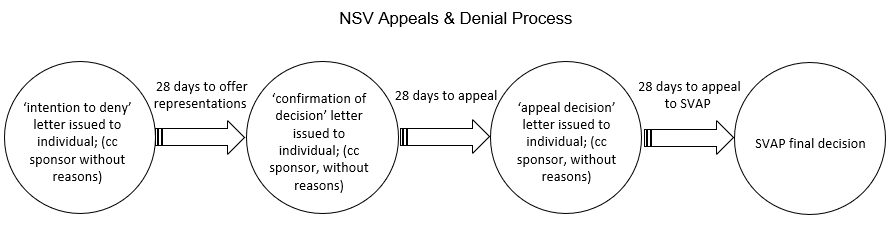 NSV Appeals & Denial Process
'intention to deny'
letter issued to
individual; (cc
sponsor without
reasons)
28 days to offer
representations
'confirmation of
decision' letter
issued to
individual; (cc
sponsor, without
reasons)
28 days to appeal
'appeal decision'
letter issued to
individual; (cc
sponsor, without
reasons)
28 days to appeal
to SVAP
SVAP final decision